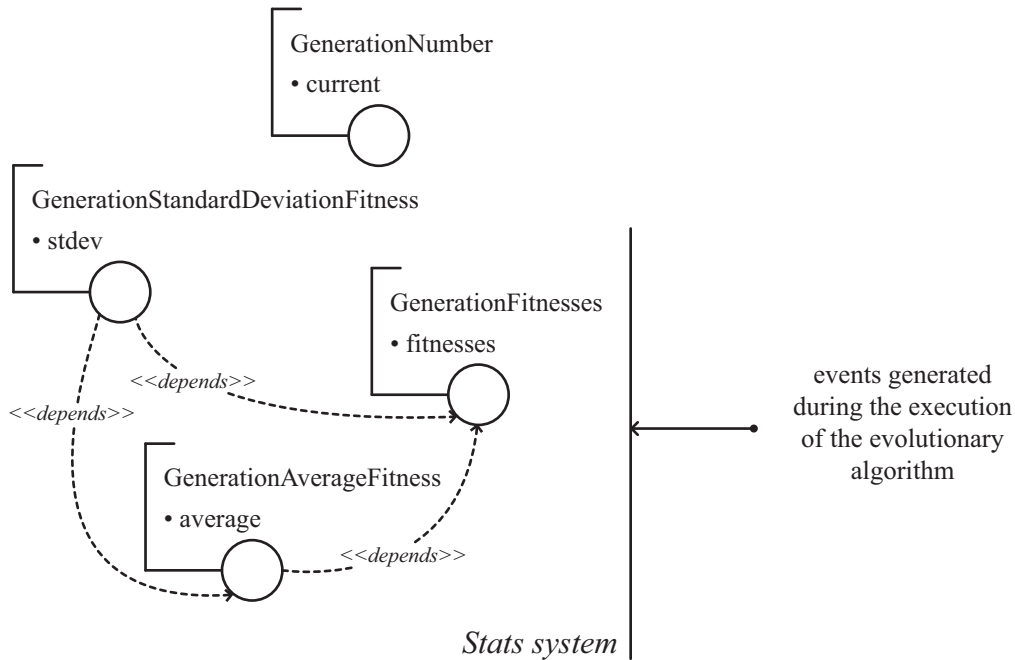 GenerationNumber
• current
GenerationStandardDeviationFitness
• stdev
GenerationFitnesses
• fitnesses
<<depends>>
<<depends>>
GenerationAverageFitness
• average
<<depends>>
events generated
during the execution
of the evolutionary
algorithm
Stats system